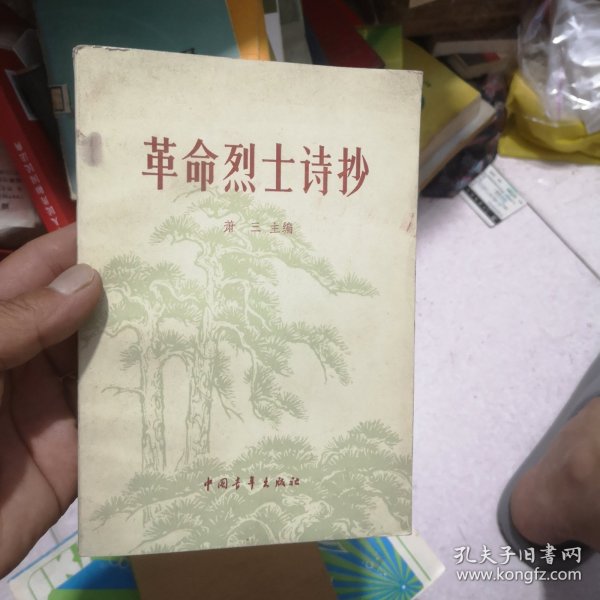 革命烈士诗抄
萧三 主编
中国青年出版社
孔夫子旧书网
www.kongfz.com